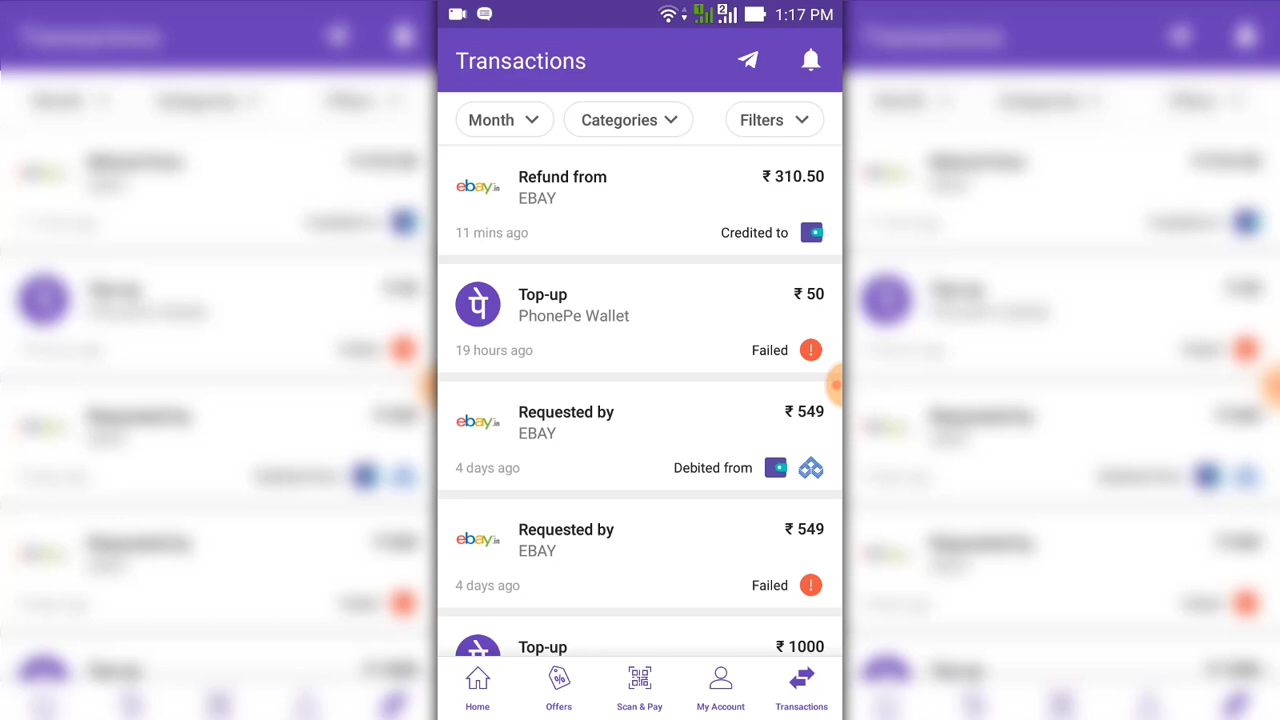 1 2 1:17 PM
Transactions
Month Categories Filters
ebay.in Refund from ₹ 310.50
EBAY
11 mins ago Credited to
पे Top-up ₹ 50
PhonePe Wallet
19 hours ago Failed !
ebay.in Requested by ₹ 549
EBAY
4 days ago Debited from
ebay.in Requested by ₹ 549
EBAY
4 days ago Failed !
Top-up ₹ 1000
Home Offers Scan & Pay My Account Transactions